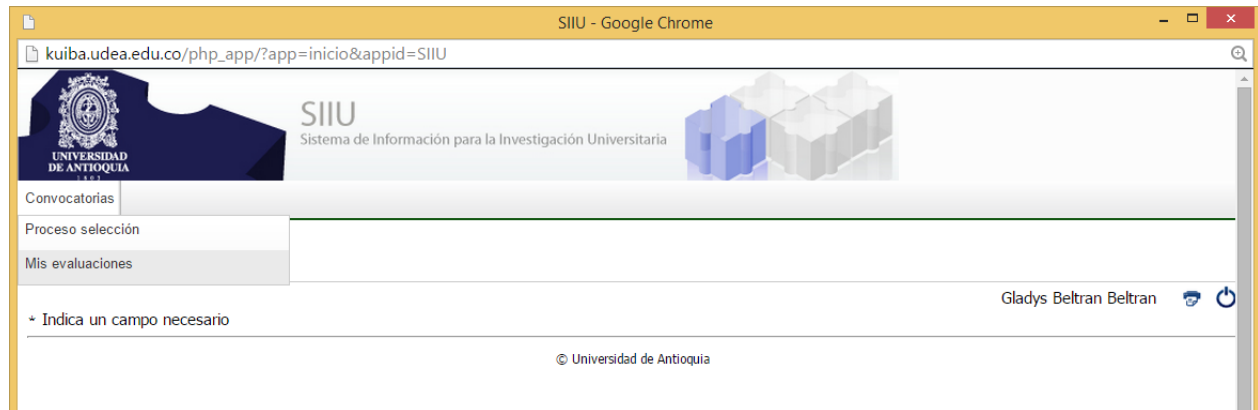 SIIU - Google Chrome
kuiba.udea.edu.co/php_app/?app=inicio&appid=SIIU
UNIVERSIDAD
DE ANTIOQUIA
1803
SIIU
Sistema de Información para la Investigación Universitaria
Convocatorias
Proceso selección
Mis evaluaciones
Gladys Beltran Beltran
* Indica un campo necesario
© Universidad de Antioquia